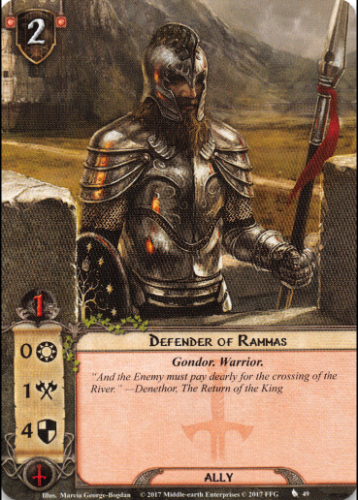 2
1
0
1
4
DEFENDER OF RAMMAS
Gondor. Warrior.
"And the Enemy must pay dearly for the crossing of the
River." —Denethor, The Return of the King
ALLY
Illus. Marcia George-Bogdan © 2017 Middle-earth Enterprises © 2017 FFG 49